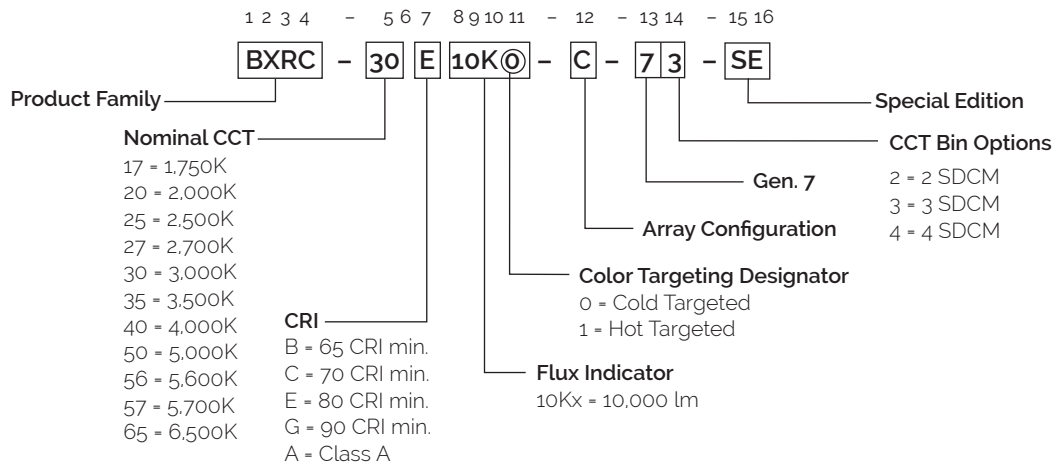 1 2 3 4 – 5 6 7 8 9 10 11 – 12 – 13 14 – 15 16
BXRC – 30 E 10K0 – C – 7 3 – SE
Product Family
Special Edition
Nominal CCT
17 = 1,750K
20 = 2,000K
25 = 2,500K
27 = 2,700K
30 = 3,000K
35 = 3,500K
40 = 4,000K
50 = 5,000K
56 = 5,600K
57 = 5,700K
65 = 6,500K
CRI
B = 65 CRI min.
C = 70 CRI min.
E = 80 CRI min.
G = 90 CRI min.
A = Class A
Flux Indicator
10Kx = 10,000 lm
Color Targeting Designator
0 = Cold Targeted
1 = Hot Targeted
Array Configuration
Gen. 7
CCT Bin Options
2 = 2 SDCM
3 = 3 SDCM
4 = 4 SDCM